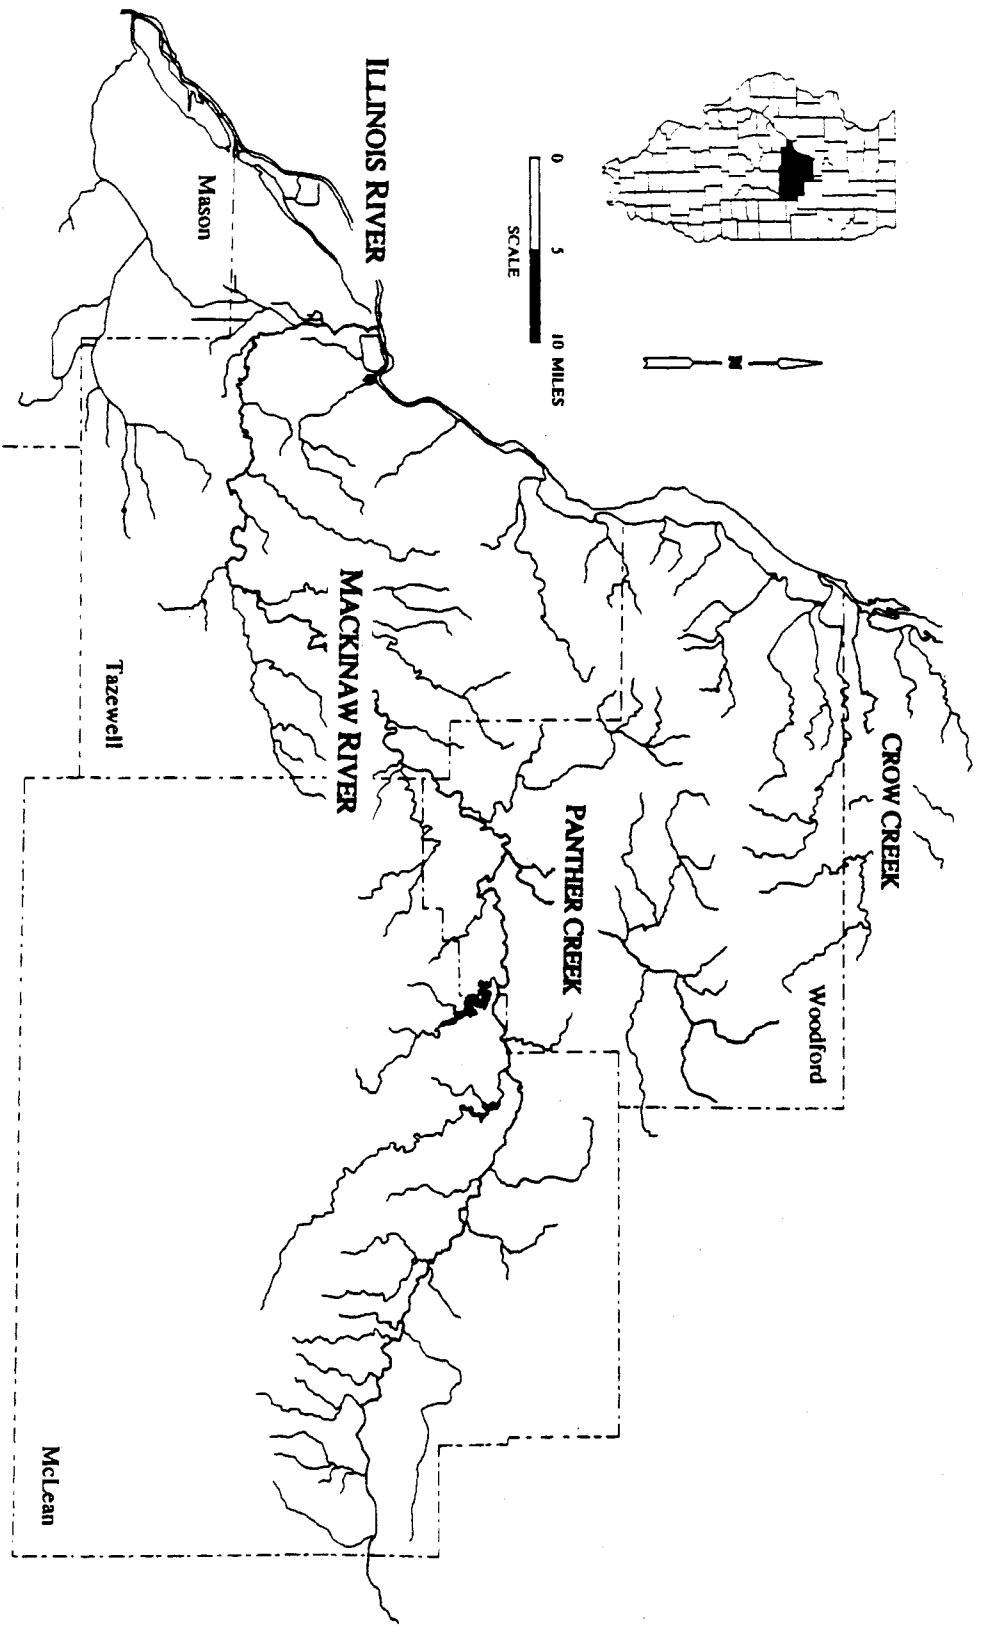 0 5 10 MILES
SCALE
N
ILLINOIS RIVER
Mason
CROW CREEK
Woodford
PANTHER CREEK
MACKINAW RIVER
Tazewell
McLean